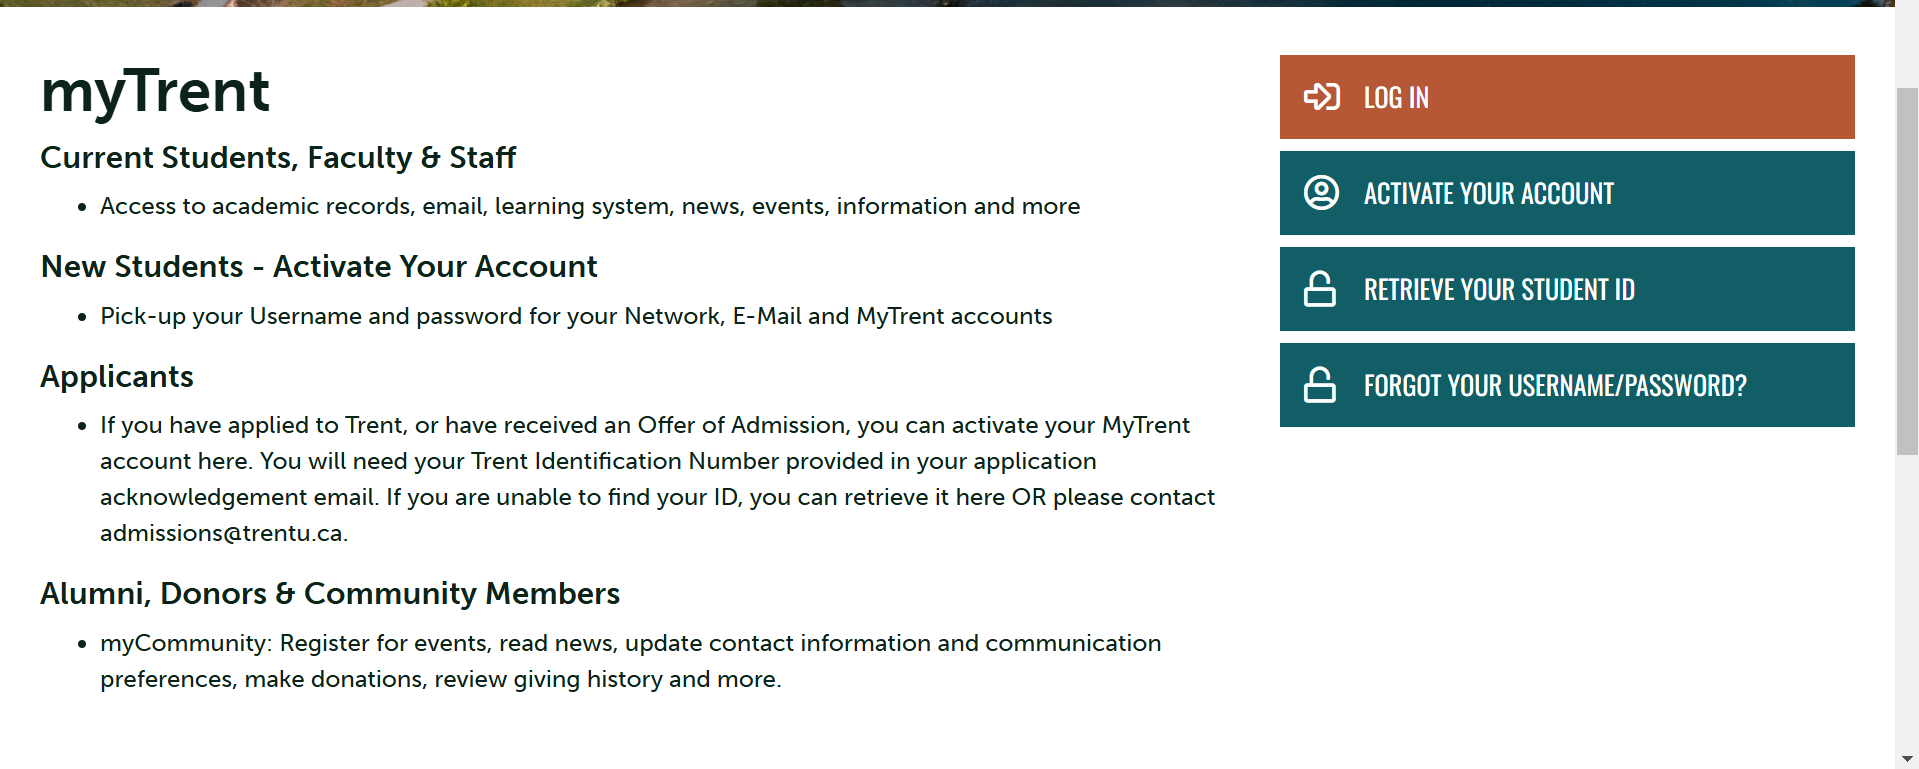 myTrent
Current Students, Faculty & Staff
• Access to academic records, email, learning system, news, events, information and more
New Students - Activate Your Account
• Pick-up your Username and password for your Network, E-Mail and MyTrent accounts
Applicants
• If you have applied to Trent, or have received an Offer of Admission, you can activate your MyTrent
account here. You will need your Trent Identification Number provided in your application
acknowledgement email. If you are unable to find your ID, you can retrieve it here OR please contact
admissions@trentu.ca.
Alumni, Donors & Community Members
• myCommunity: Register for events, read news, update contact information and communication
preferences, make donations, review giving history and more.
LOG IN
ACTIVATE YOUR ACCOUNT
RETRIEVE YOUR STUDENT ID
FORGOT YOUR USERNAME/PASSWORD?